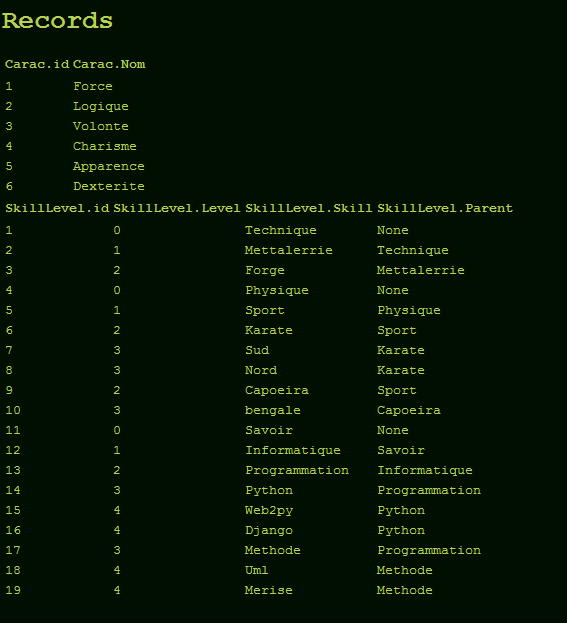 Records
Carac.id Carac.Nom
1 Force
2 Logique
3 Volonte
4 Charisme
5 Apparence
6 Dexterite
SkillLevel.id SkillLevel.Level SkillLevel.Skill SkillLevel.Parent
1 0 Technique None
2 1 Mettalerrie Technique
3 2 Forge Mettalerrie
4 0 Physique None
5 1 Sport Physique
6 2 Karate Sport
7 3 Sud Karate
8 3 Nord Karate
9 2 Capoeira Sport
10 3 bengale Capoeira
11 0 Savoir None
12 1 Informatique Savoir
13 2 Programmation Informatique
14 3 Python Programmation
15 4 Web2py Python
16 4 Django Python
17 3 Methode Programmation
18 4 Uml Methode
19 4 Merise Methode